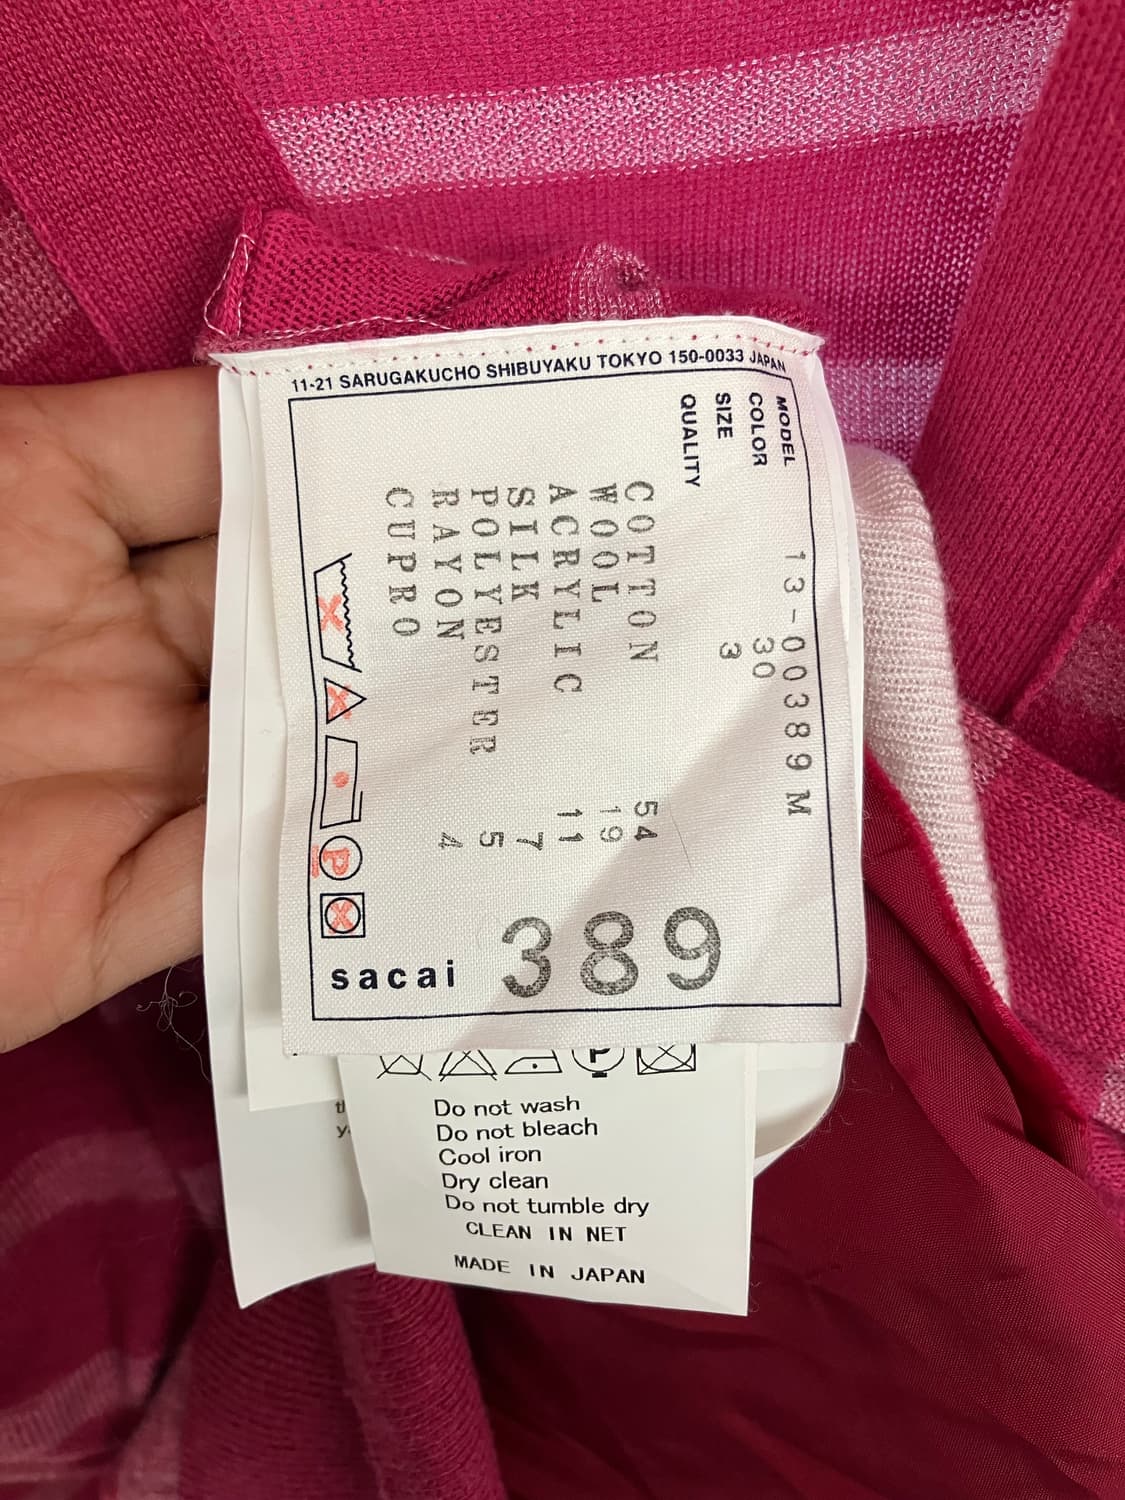 11-21 SARUGAKUCHO SHIBUYAKU TOKYO 150-0033 JAPAN
MODEL 13-00389M
COLOR 30
SIZE 3
QUALITY
COTTON 54
WOOL 19
ACRYLIC 11
SILK 7
POLYESTER 5
RAYON 4
CUPRO
P
sacai 389
P
Do not wash
Do not bleach
Cool iron
Dry clean
Do not tumble dry
CLEAN IN NET
MADE IN JAPAN